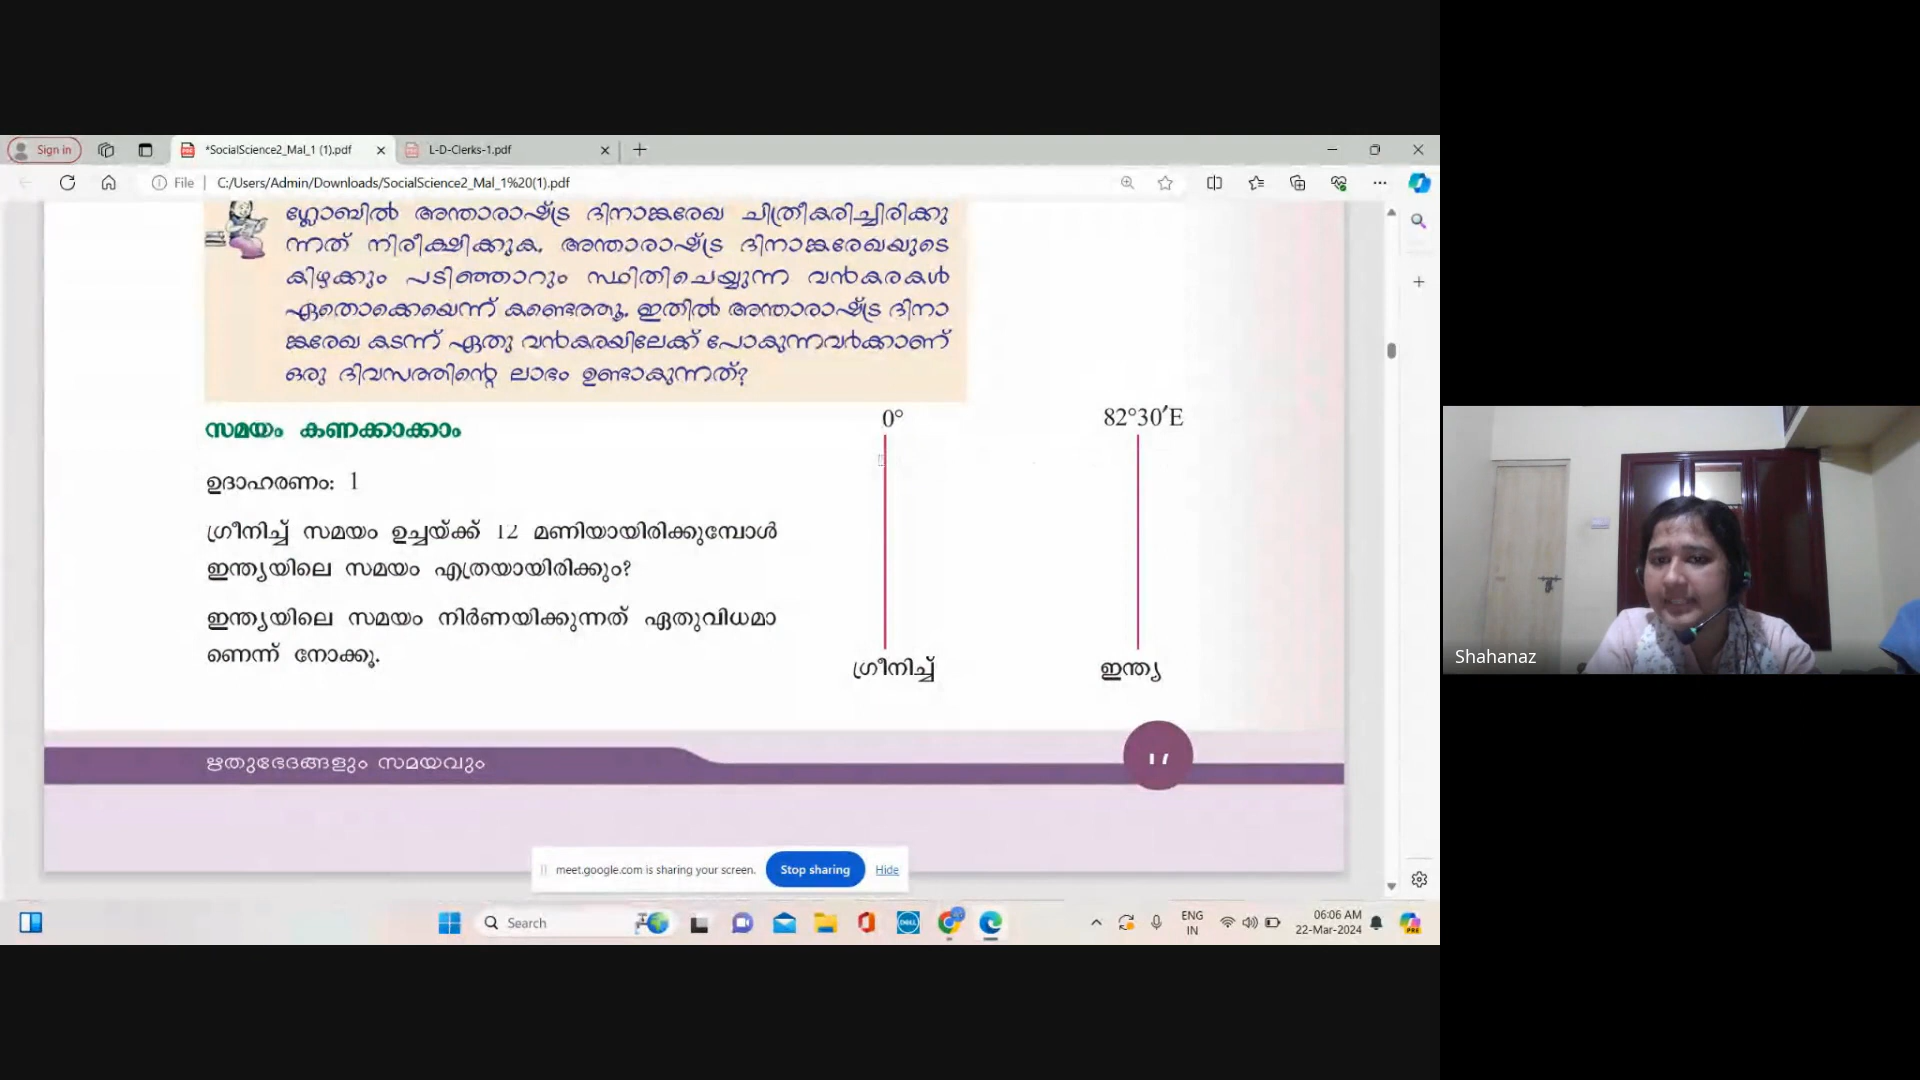 Sign in
*SocialScience2_Mal_1 (1).pdf
L-D-Clerks-1.pdf
File
C:/Users/Admin/Downloads/SocialScience2_Mal_1%20(1).pdf
ഗ്ലോബിൽ അന്താരാഷ്ട്ര ദിനാങ്കരേഖ ചിത്രീകരിച്ചിരിക്കു
ന്നത് നിരീക്ഷിക്കുക. അന്താരാഷ്ട്ര ദിനാങ്കരേഖയുടെ
കിഴക്കും പടിഞ്ഞാറും സ്ഥിതിചെയ്യുന്ന വൻകരകൾ
ഏതൊക്കെയെന്ന് കണ്ടെത്തൂ. ഇതിൽ അന്താരാഷ്ട്ര ദിനാ
ങ്കരേഖ കടന്ന് ഏതു വൻകരയിലേക്ക് പോകുന്നവർക്കാണ്
ഒരു ദിവസത്തിന്റെ ലാഭം ഉണ്ടാകുന്നത്?
സമയം കണക്കാക്കാം
ഉദാഹരണം: 1
ഗ്രീനിച്ച് സമയം ഉച്ചയ്ക്ക് 12 മണിയായിരിക്കുമ്പോൾ
ഇന്ത്യയിലെ സമയം എത്രയായിരിക്കും?
ഇന്ത്യയിലെ സമയം നിർണയിക്കുന്നത് ഏതുവിധമാ
ണെന്ന് നോക്കൂ.
0°
82°30′E
ഗ്രീനിച്ച്
ഇന്ത്യ
ഋതുഭേദങ്ങളും സമയവും
17
meet.google.com is sharing your screen.
Stop sharing
Hide
Search
ENG
IN
06:06 AM
22-Mar-2024
Shahanaz